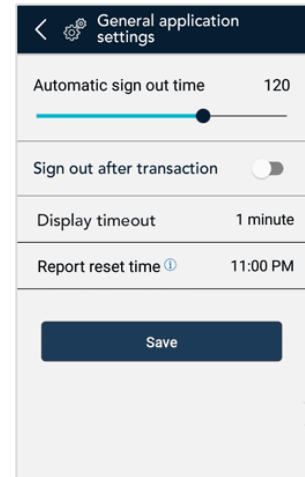 General application
settings
Automatic sign out time 120
Sign out after transaction
Display timeout 1 minute
Report reset time 11:00 PM
Save